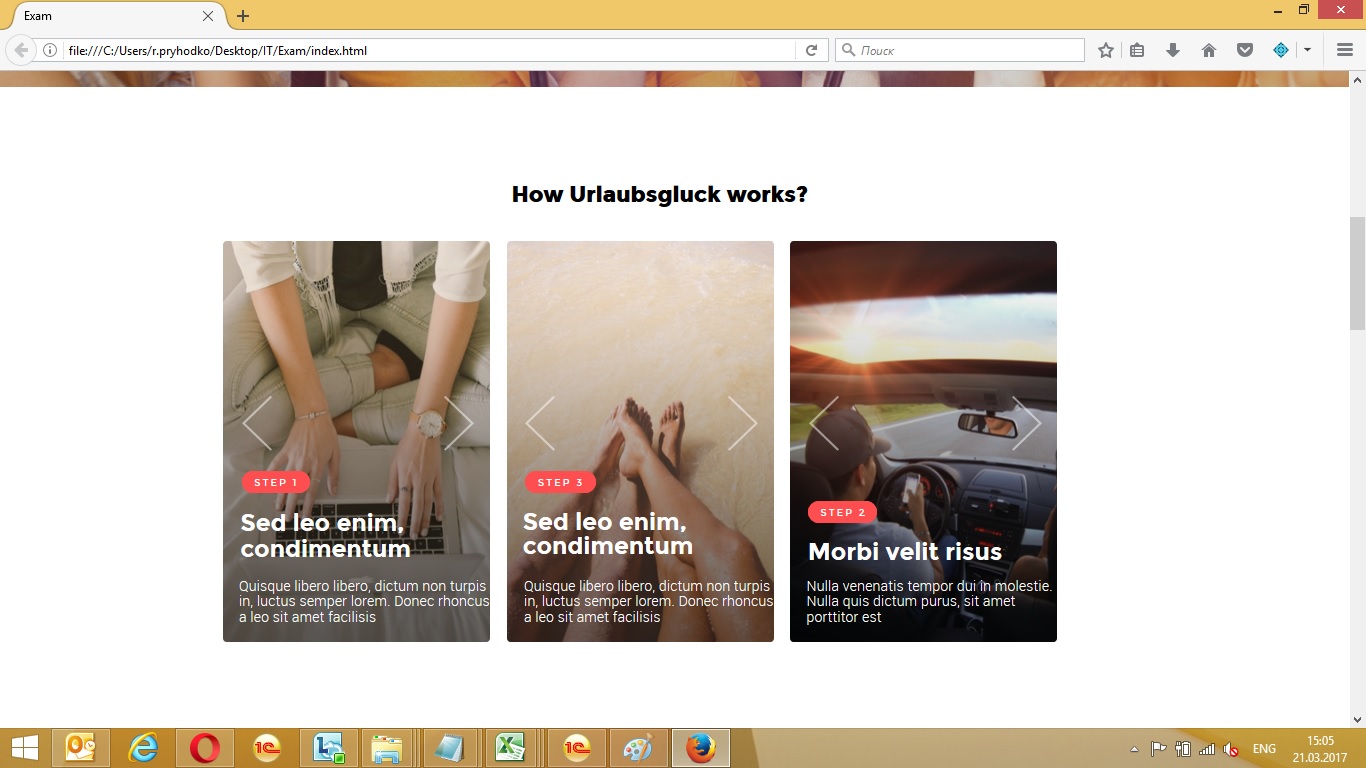 Exam
file:///C:/Users/r.pryhodko/Desktop/IT/Exam/index.html
Поиск
How Urlaubsgluck works?
STEP 1
Sed leo enim,
condimentum
Quisque libero libero, dictum non turpis
in, luctus semper lorem. Donec rhoncus
a leo sit amet facilisis
STEP 3
Sed leo enim,
condimentum
Quisque libero libero, dictum non turpis
in, luctus semper lorem. Donec rhoncus
a leo sit amet facilisis
STEP 2
Morbi velit risus
Nulla venenatis tempor dui in molestie.
Nulla quis dictum purus, sit amet
porttitor est
ENG
15:05
21.03.2017